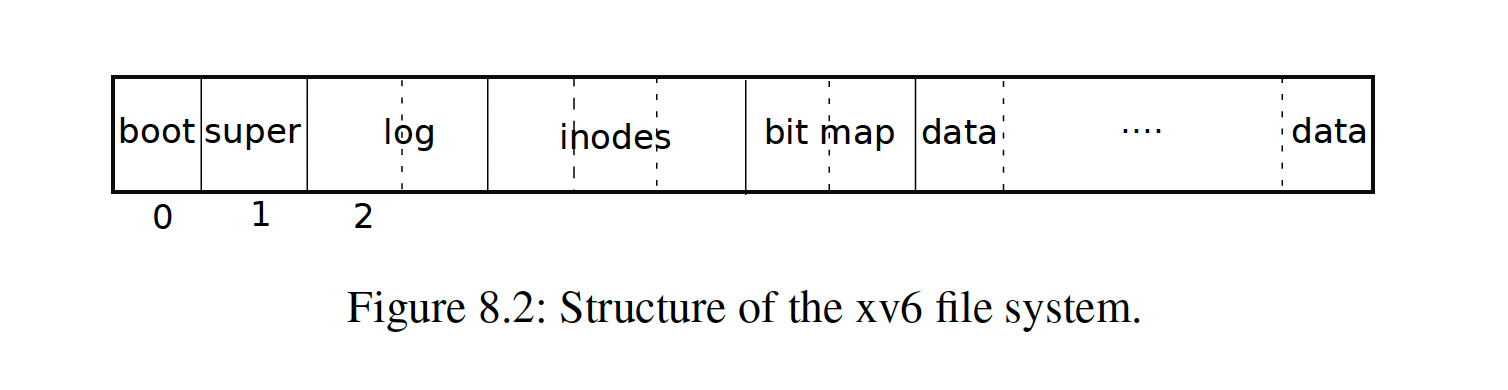 boot super log inodes bit map data ···· data
0 1 2
Figure 8.2: Structure of the xv6 file system.